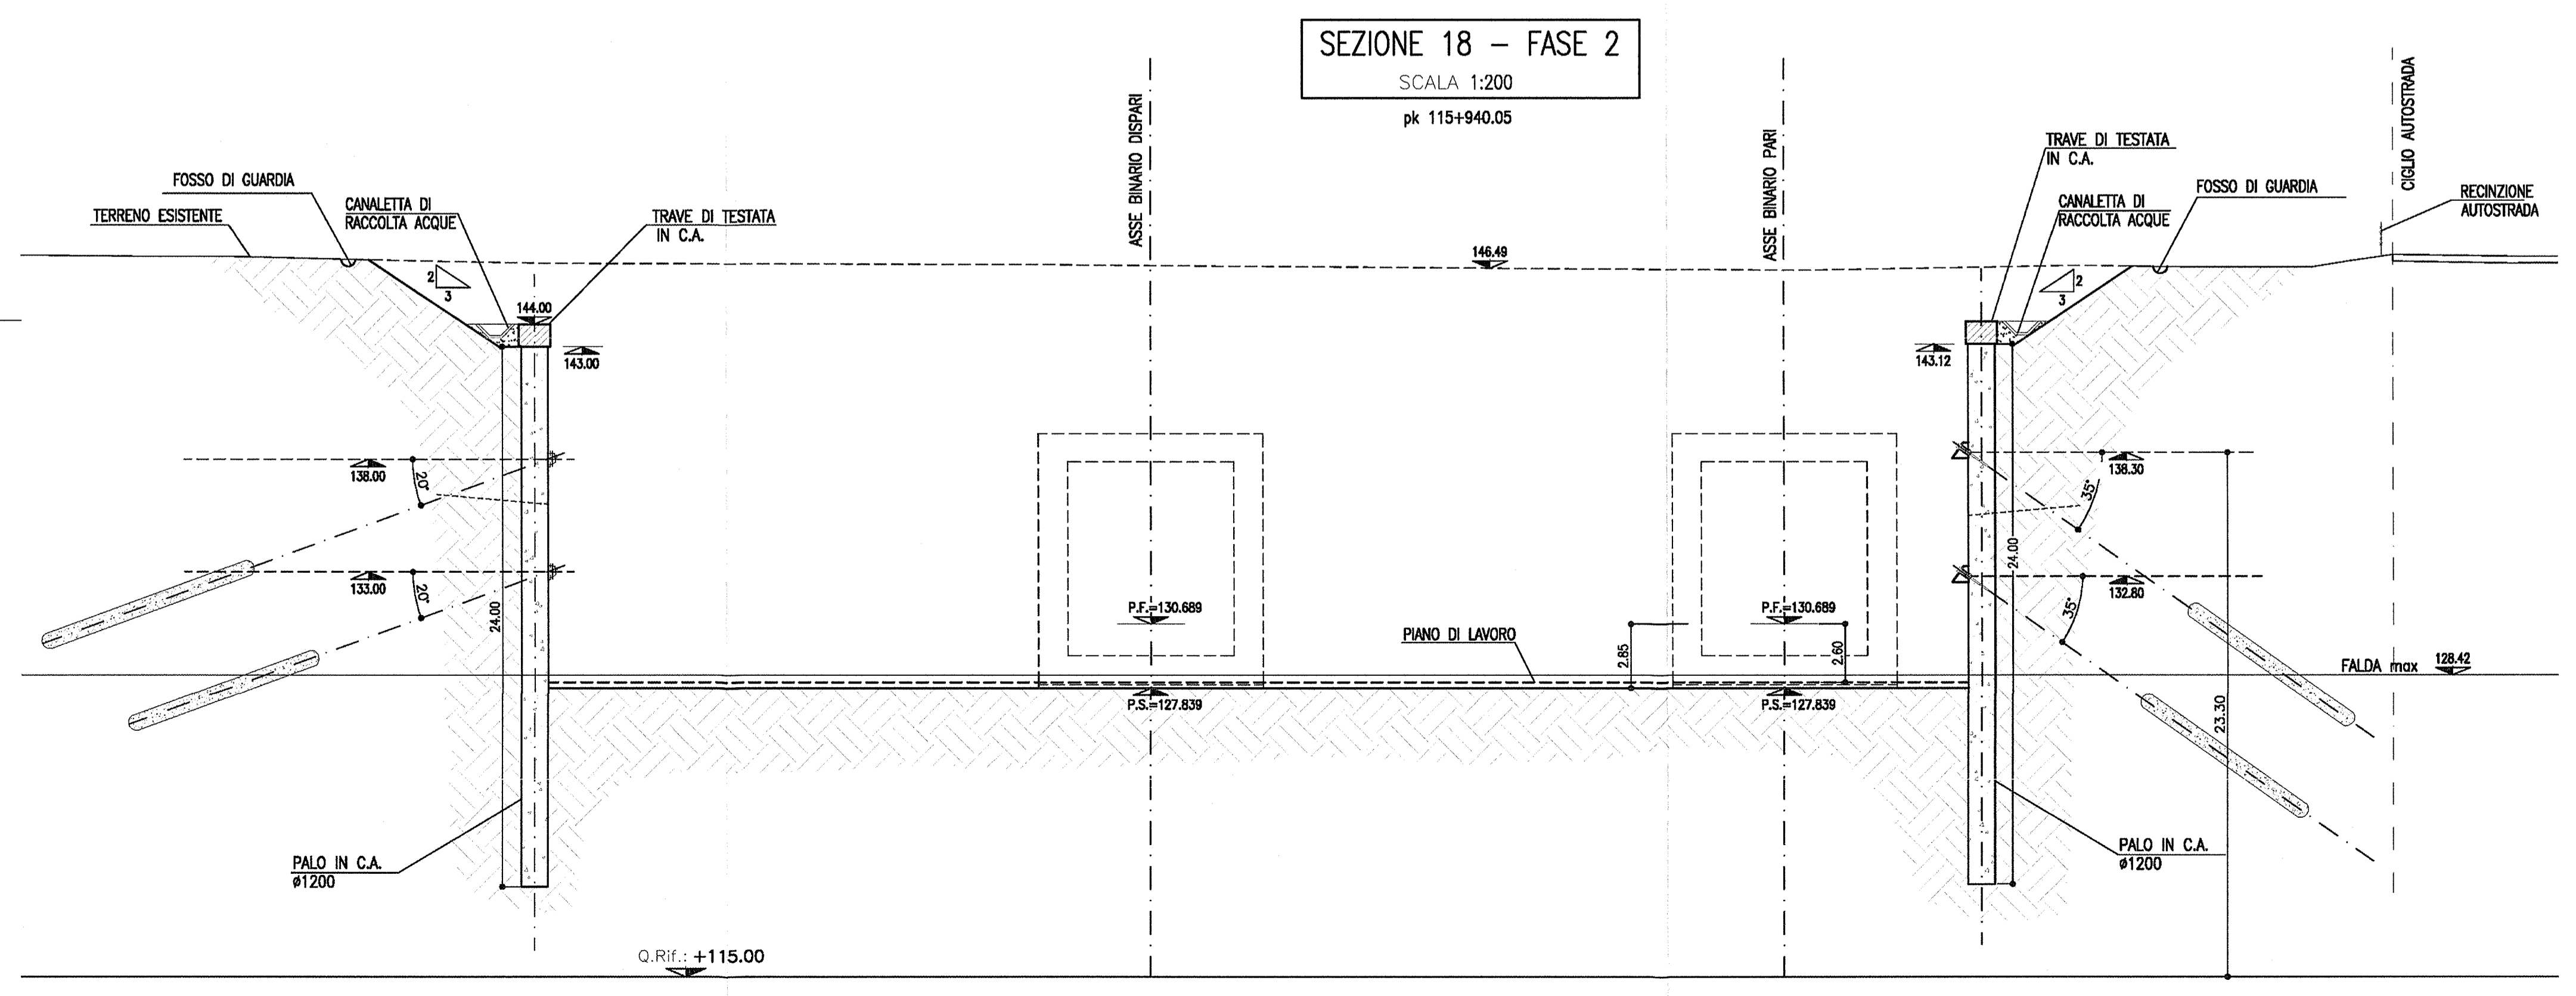 SEZIONE 18 – FASE 2
SCALA 1:200
pk 115+940.05
ASSE BINARIO DISPARI
ASSE BINARIO PARI
CIGLIO AUTOSTRADA
FOSSO DI GUARDIA
TERRENO ESISTENTE
CANALETTA DI
RACCOLTA ACQUE
TRAVE DI TESTATA
IN C.A.
TRAVE DI TESTATA
IN C.A.
CANALETTA DI
RACCOLTA ACQUE
FOSSO DI GUARDIA
RECINZIONE
AUTOSTRADA
146.49
2
3
144.00
143.00
2
3
143.12
138.00
20°
133.00
20°
24.00
138.30
35°
132.80
35°
24.00
P.F.=130.689
P.F.=130.689
PIANO DI LAVORO
2.85
2.60
FALDA max 128.42
P.S.=127.839
P.S.=127.839
23.30
PALO IN C.A.
ø1200
PALO IN C.A.
ø1200
Q.Rif.: +115.00